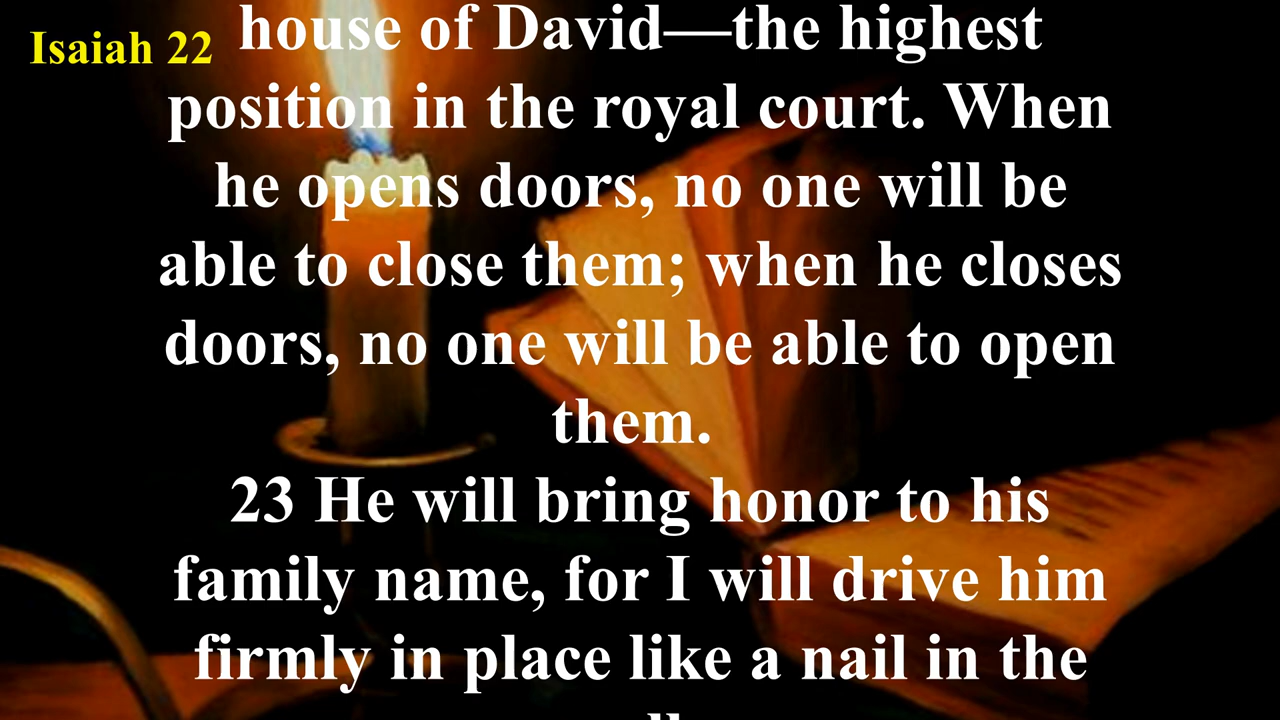 Isaiah 22
house of David—the highest
position in the royal court. When
he opens doors, no one will be
able to close them; when he closes
doors, no one will be able to open
them.
23 He will bring honor to his
family name, for I will drive him
firmly in place like a nail in the